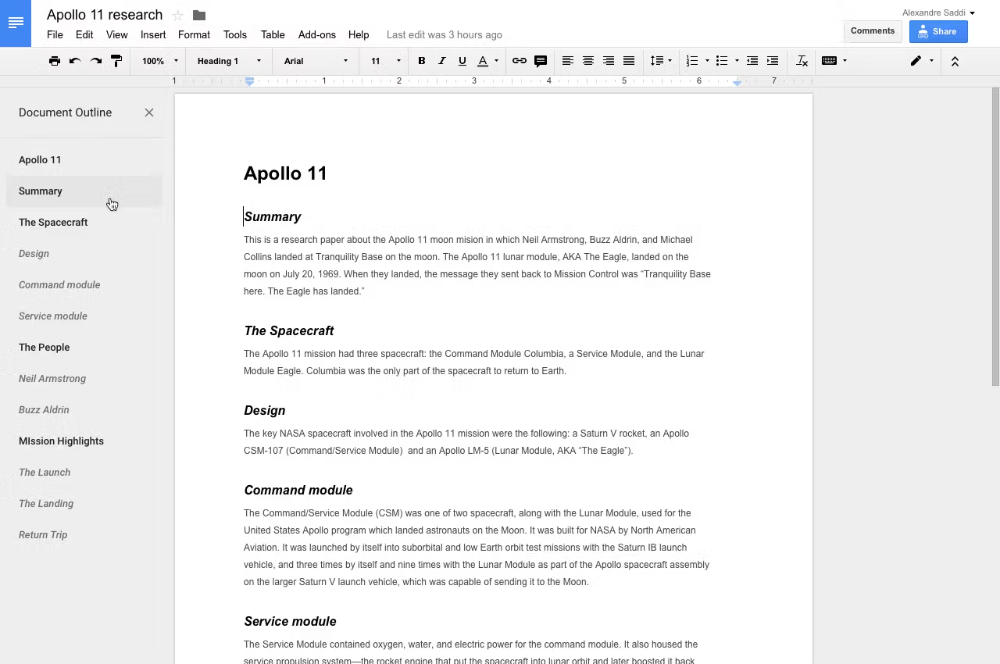 Apollo 11 research
Alexandre Saddi
File Edit View Insert Format Tools Table Add-ons Help Last edit was 3 hours ago
Comments
Share
100% Heading 1 Arial 11 B I U A
1 1 2 3 4 5 6 7
Document Outline
Apollo 11
Summary
The Spacecraft
Design
Command module
Service module
The People
Neil Armstrong
Buzz Aldrin
MIssion Highlights
The Launch
The Landing
Return Trip
Apollo 11
Summary
This is a research paper about the Apollo 11 moon mision in which Neil Armstrong, Buzz Aldrin, and Michael
Collins landed at Tranquility Base on the moon. The Apollo 11 lunar module, AKA The Eagle, landed on the
moon on July 20, 1969. When they landed, the message they sent back to Mission Control was “Tranquility Base
here. The Eagle has landed.”
The Spacecraft
The Apollo 11 mission had three spacecraft: the Command Module Columbia, a Service Module, and the Lunar
Module Eagle. Columbia was the only part of the spacecraft to return to Earth.
Design
The key NASA spacecraft involved in the Apollo 11 mission were the following: a Saturn V rocket, an Apollo
CSM-107 (Command/Service Module)  and an Apollo LM-5 (Lunar Module, AKA “The Eagle”).
Command module
The Command/Service Module (CSM) was one of two spacecraft, along with the Lunar Module, used for the
United States Apollo program which landed astronauts on the Moon. It was built for NASA by North American
Aviation. It was launched by itself into suborbital and low Earth orbit test missions with the Saturn IB launch
vehicle, and three times by itself and nine times with the Lunar Module as part of the Apollo spacecraft assembly
on the larger Saturn V launch vehicle, which was capable of sending it to the Moon.
Service module
The Service Module contained oxygen, water, and electric power for the command module. It also housed the
service propulsion system—the rocket engine that put the spacecraft into lunar orbit and later boosted it back